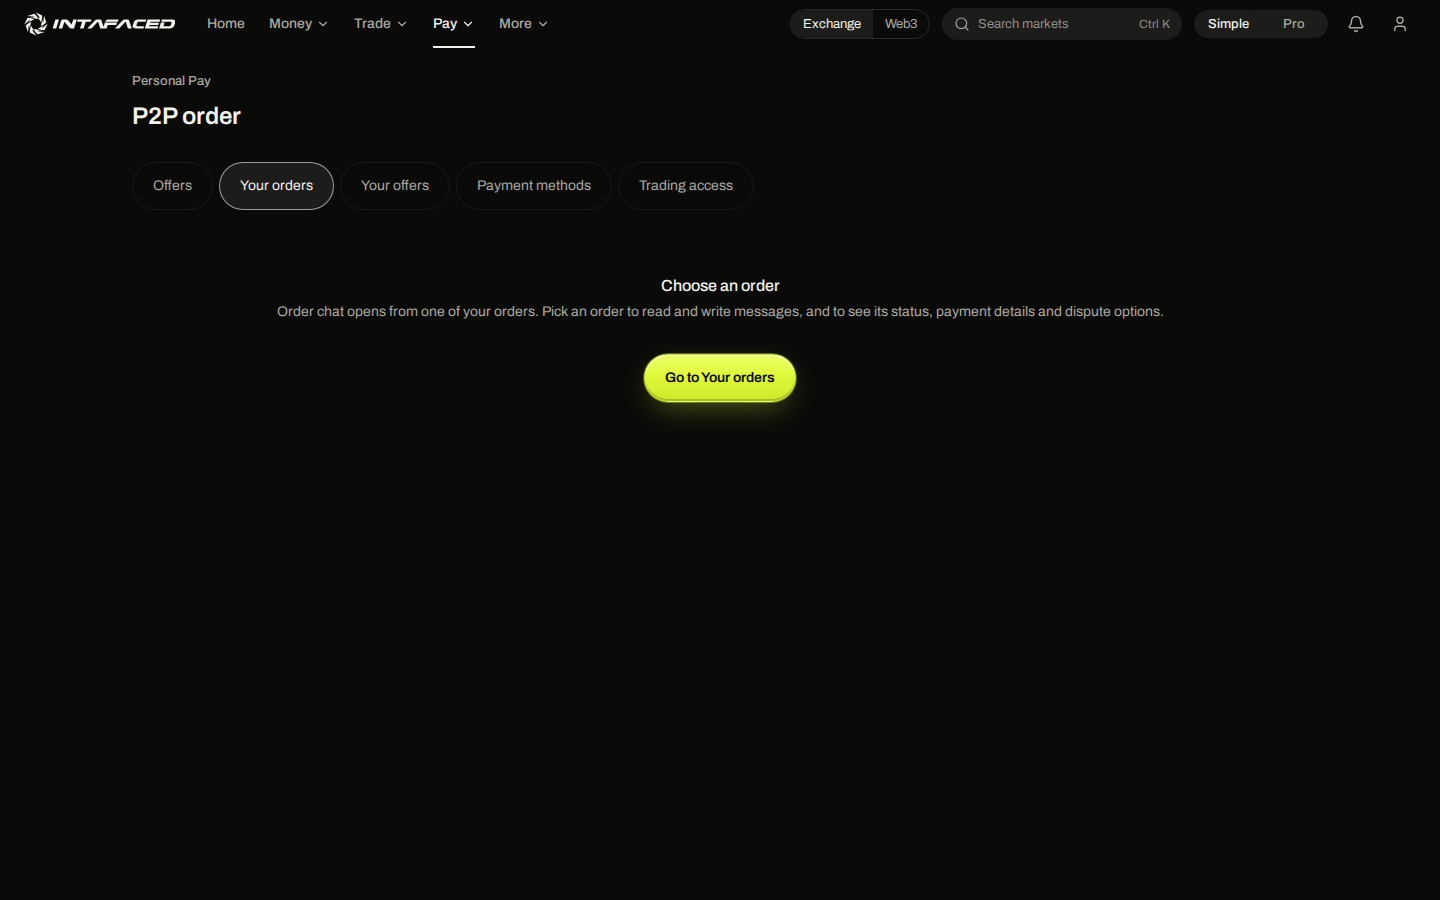 INTAFACED
Home
Money
Trade
Pay
More
Exchange
Web3
Search markets
Ctrl K
Simple
Pro
Personal Pay
P2P order
Offers
Your orders
Your offers
Payment methods
Trading access
Choose an order
Order chat opens from one of your orders. Pick an order to read and write messages, and to see its status, payment details and dispute options.
Go to Your orders